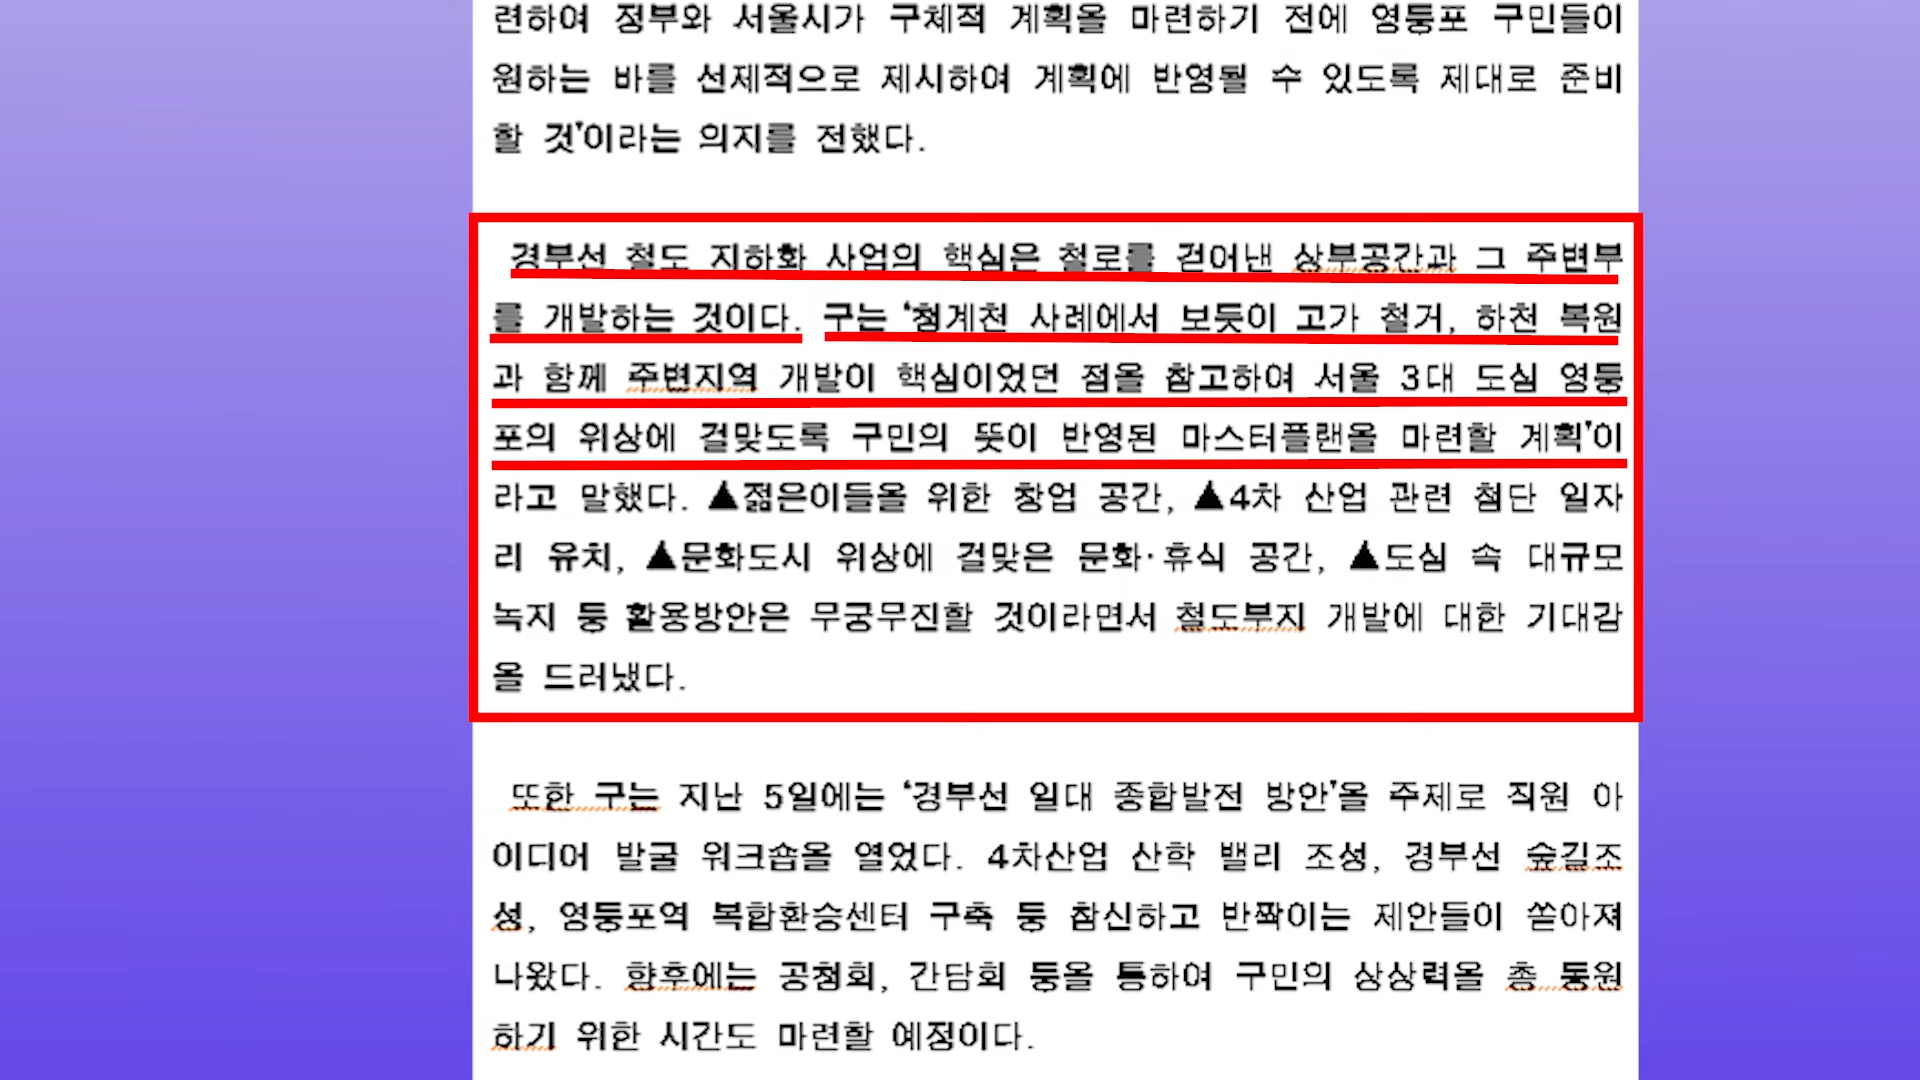 련하여 정부와 서울시가 구체적 계획을 마련하기 전에 영등포 구민들이
원하는 바를 선제적으로 제시하여 계획에 반영될 수 있도록 제대로 준비
할 것’이라는 의지를 전했다.
경부선 철도 지하화 사업의 핵심은 철로를 걷어낸 상부공간과 그 주변부
를 개발하는 것이다. 구는 ‘청계천 사례에서 보듯이 고가 철거, 하천 복원
과 함께 주변지역 개발이 핵심이었던 점을 참고하여 서울 3대 도심 영등
포의 위상에 걸맞도록 구민의 뜻이 반영된 마스터플랜을 마련할 계획’이
라고 말했다. ▲젊은이들을 위한 창업 공간, ▲4차 산업 관련 첨단 일자
리 유치, ▲문화도시 위상에 걸맞은 문화·휴식 공간, ▲도심 속 대규모
녹지 등 활용방안은 무궁무진할 것이라면서 철도부지 개발에 대한 기대감
을 드러냈다.
또한 구는 지난 5일에는 ‘경부선 일대 종합발전 방안’을 주제로 직원 아
이디어 발굴 워크숍을 열었다. 4차산업 산학 밸리 조성, 경부선 숲길조
성, 영등포역 복합환승센터 구축 등 참신하고 반짝이는 제안들이 쏟아져
나왔다. 향후에는 공청회, 간담회 등을 통하여 구민의 상상력을 총 동원
하기 위한 시간도 마련할 예정이다.